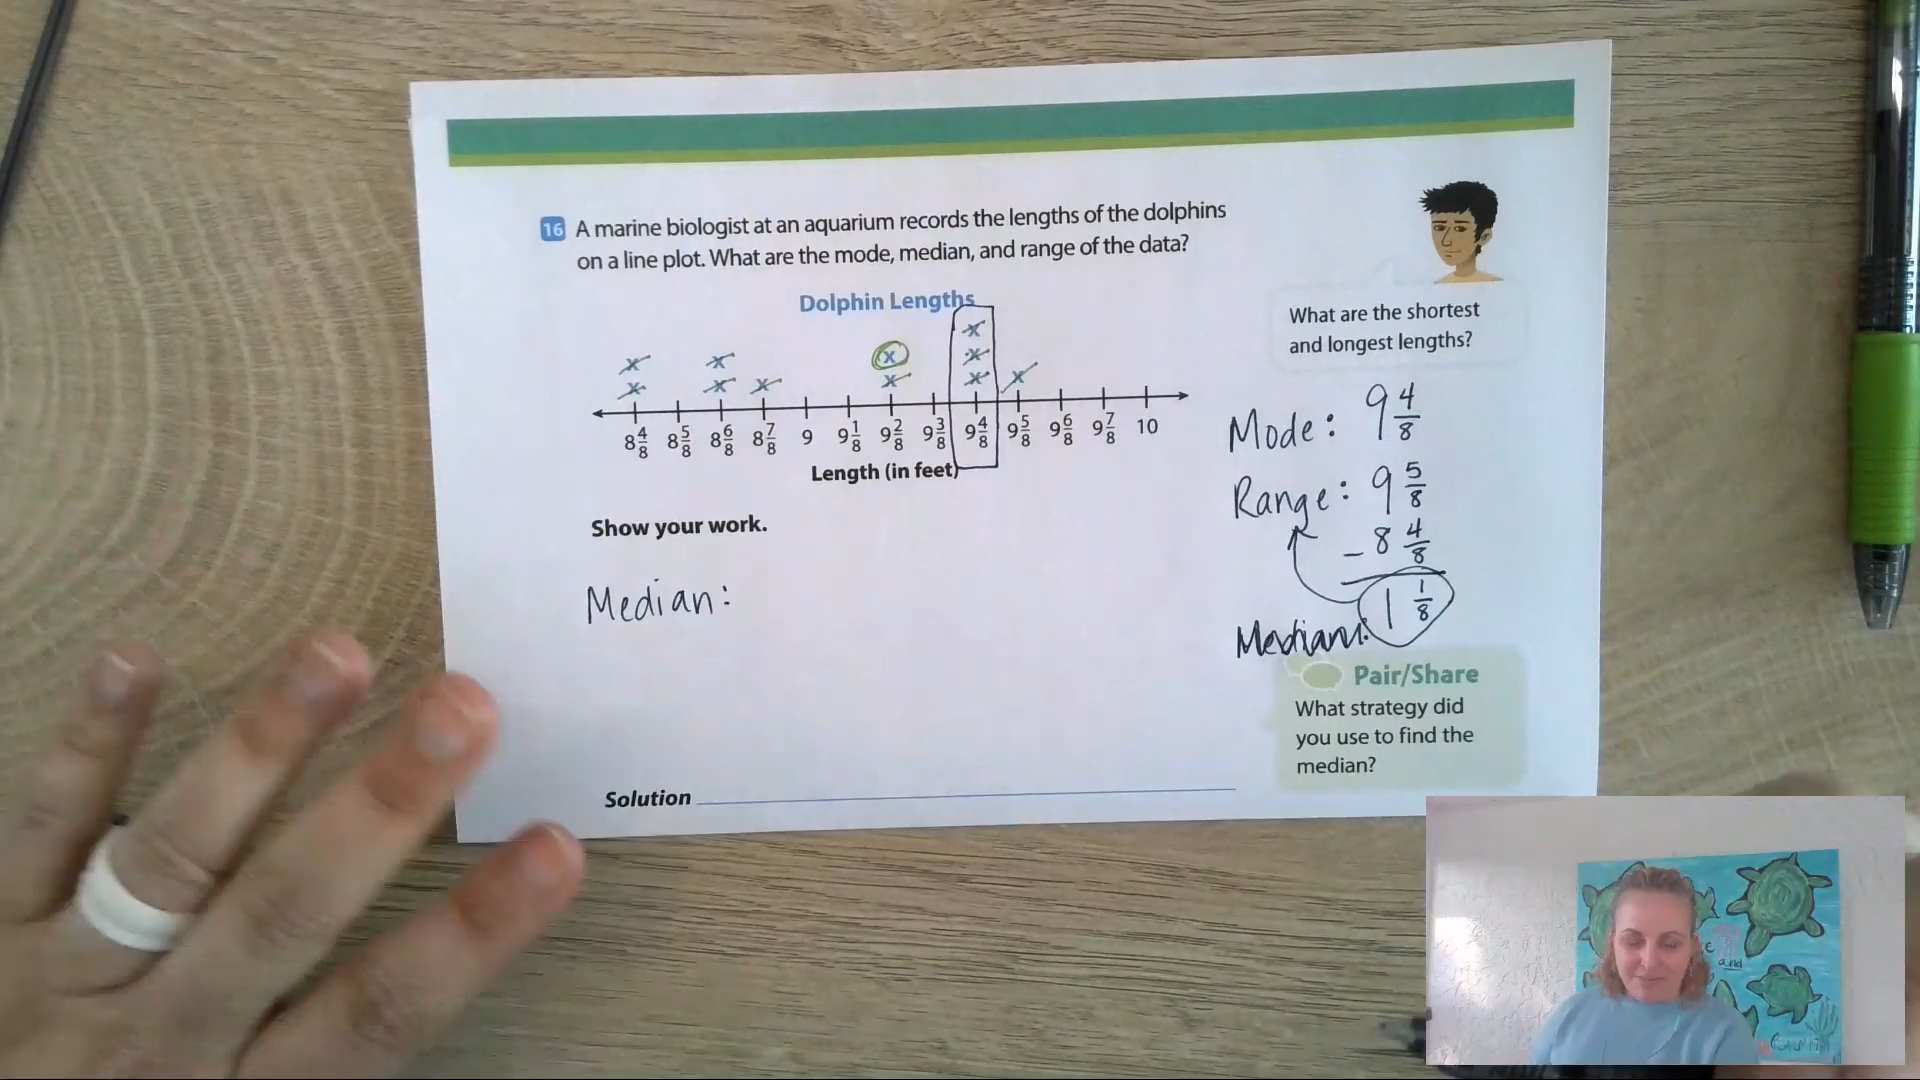 16 A marine biologist at an aquarium records the lengths of the dolphins
on a line plot. What are the mode, median, and range of the data?
Dolphin Lengths
8 4/8 8 5/8 8 6/8 8 7/8 9 9 1/8 9 2/8 9 3/8 9 4/8 9 5/8 9 6/8 9 7/8 10
Length (in feet)
Show your work.
Median:
Solution
What are the shortest
and longest lengths?
Mode: 9 4/8
Range: 9 5/8
- 8 4/8
1 1/8
Median:
Pair/Share
What strategy did
you use to find the
median?
and